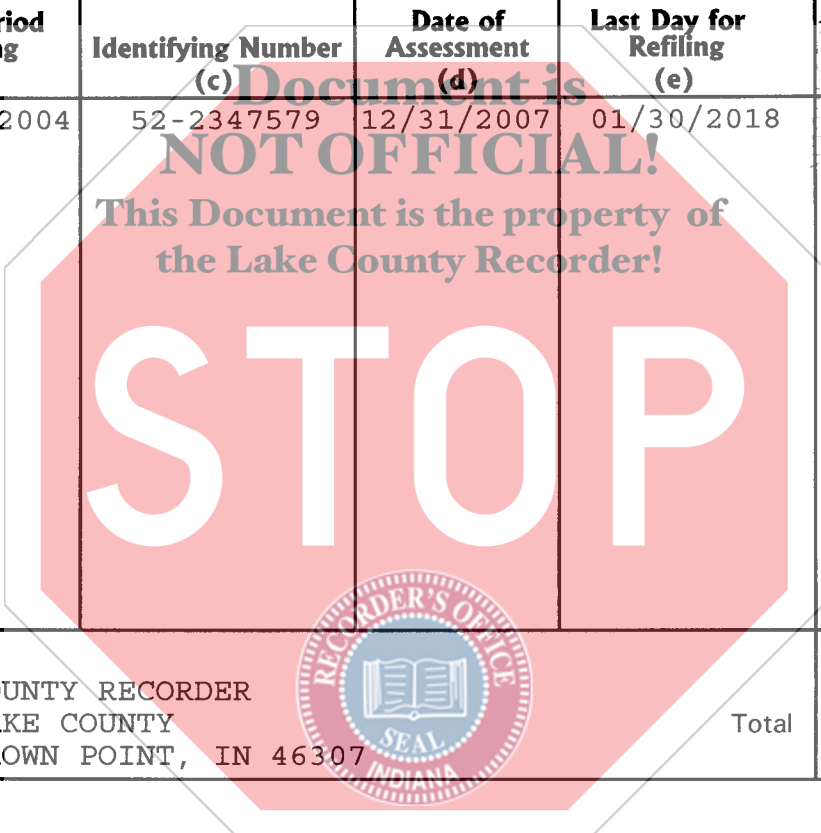 riod
ng
Identifying Number
(c)
Date of
Assessment
(d)
Last Day for
Refiling
(e)
2004 52-2347579 12/31/2007 01/30/2018
Document is
NOT OFFICIAL!
This Document is the property of
the Lake County Recorder!
STOP
RECORDER'S OFFICE
SEAL
INDIANA
OUNTY RECORDER
AKE COUNTY
OWN POINT, IN 46307
Total